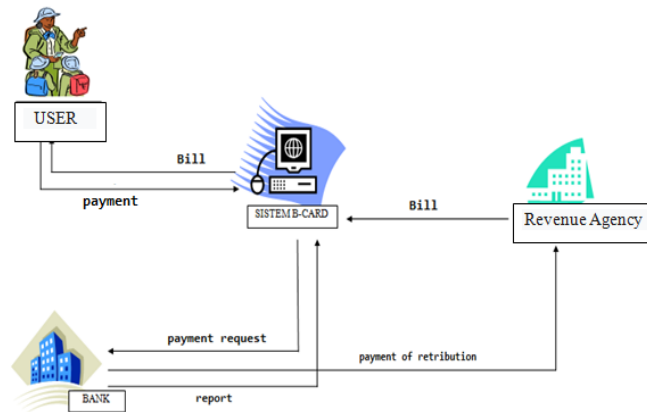 USER
Bill
payment
SISTEM B-CARD
Bill
Revenue Agency
payment request
payment of retribution
BANK
report